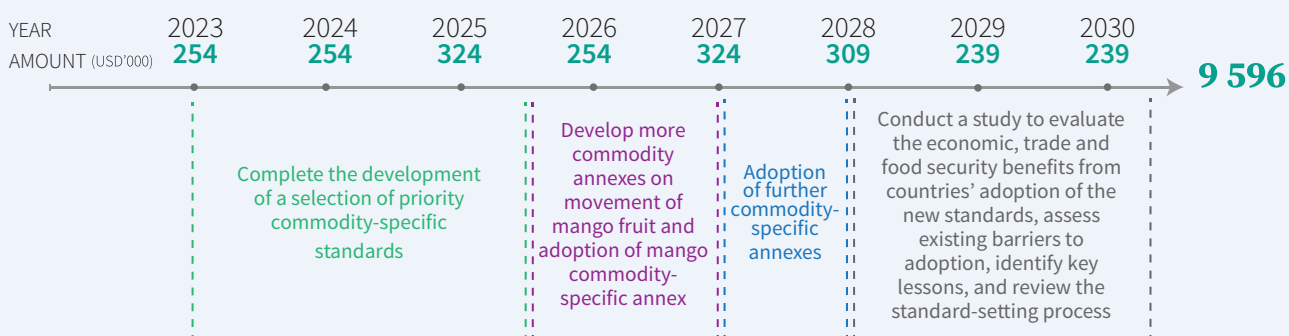 YEAR 2023 2024 2025 2026 2027 2028 2029 2030
AMOUNT (USD'000) 254 254 324 254 324 309 239 239
9 596
Complete the development
of a selection of priority
commodity-specific
standards
Develop more
commodity
annexes on
movement of
mango fruit and
adoption of mango
commodity-
specific annex
Adoption
of further
commodity-
specific
annexes
Conduct a study to evaluate
the economic, trade and
food security benefits from
countries’ adoption of the
new standards, assess
existing barriers to
adoption, identify key
lessons, and review the
standard-setting process